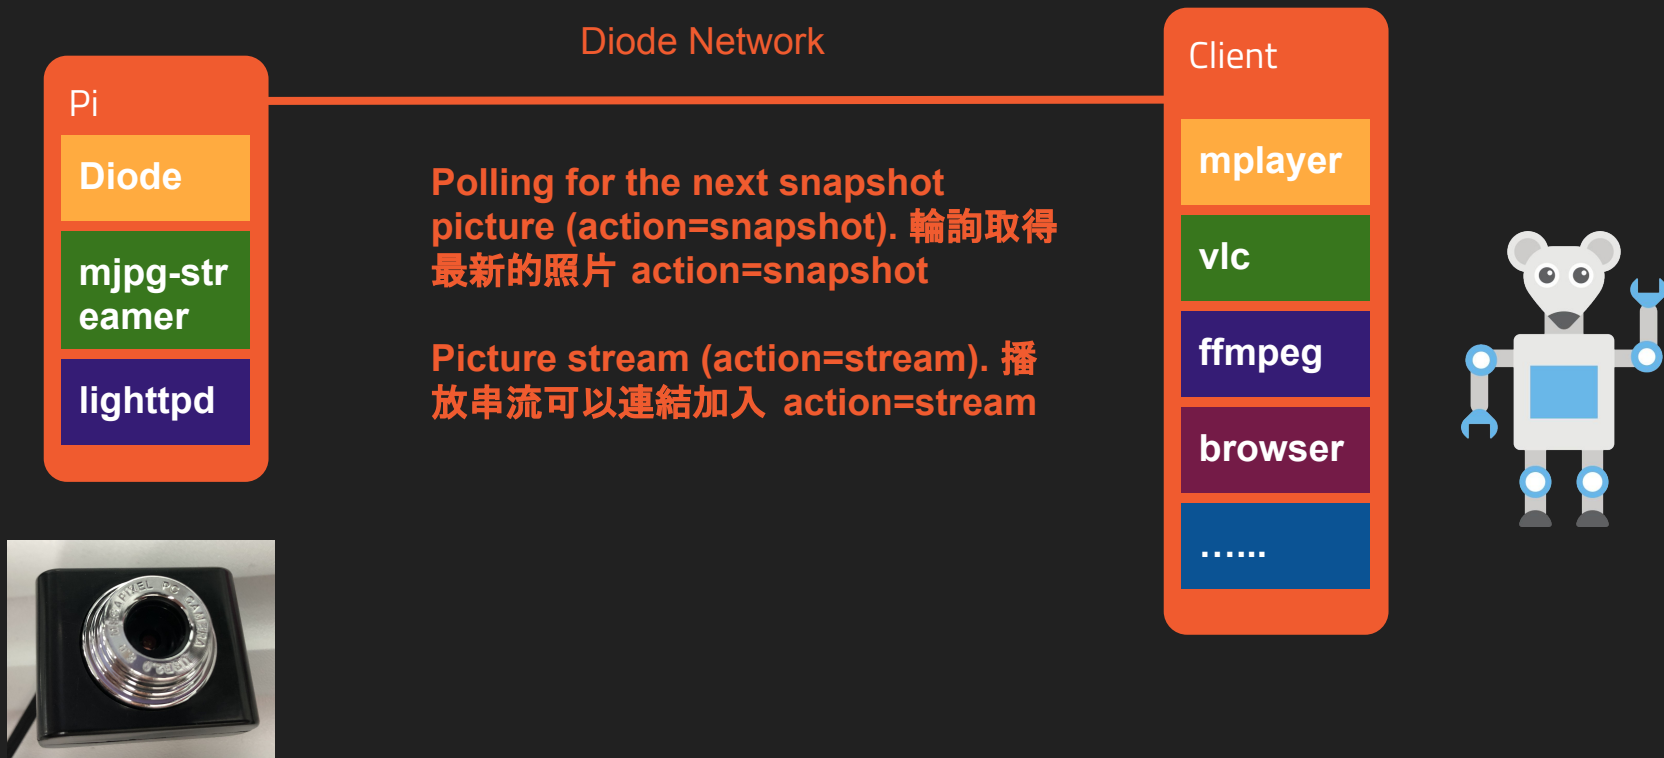 Diode Network
Pi
Diode
mjpg-str
eamer
lighttpd
Polling for the next snapshot
picture (action=snapshot). 輪詢取得
最新的照片 action=snapshot
Picture stream (action=stream). 播
放串流可以連結加入 action=stream
Client
mplayer
vlc
ffmpeg
browser
…...
PC CAMERA